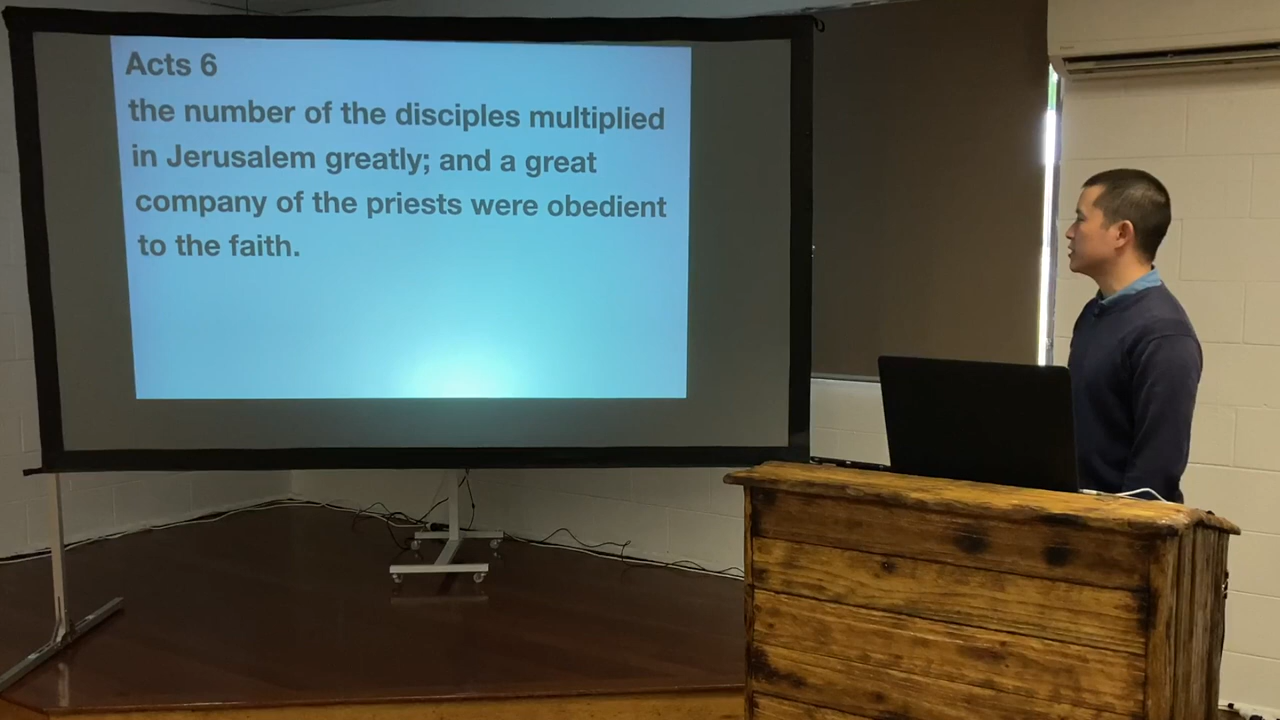 Acts 6
the number of the disciples multiplied
in Jerusalem greatly; and a great
company of the priests were obedient
to the faith.